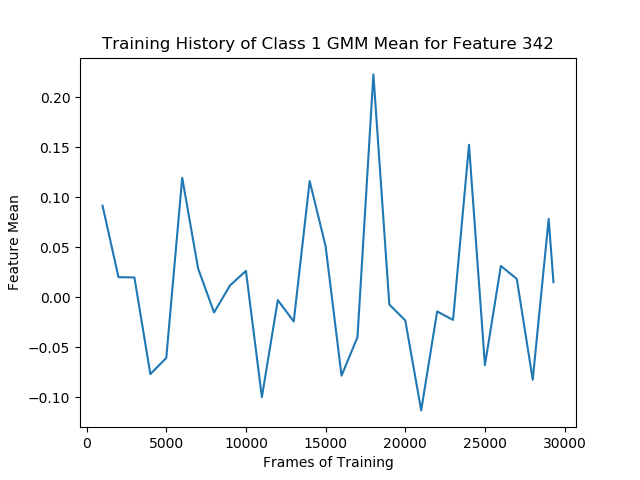 Training History of Class 1 GMM Mean for Feature 342
0.20
0.15
0.10
0.05
0.00
−0.05
−0.10
Feature Mean
0 5000 10000 15000 20000 25000 30000
Frames of Training